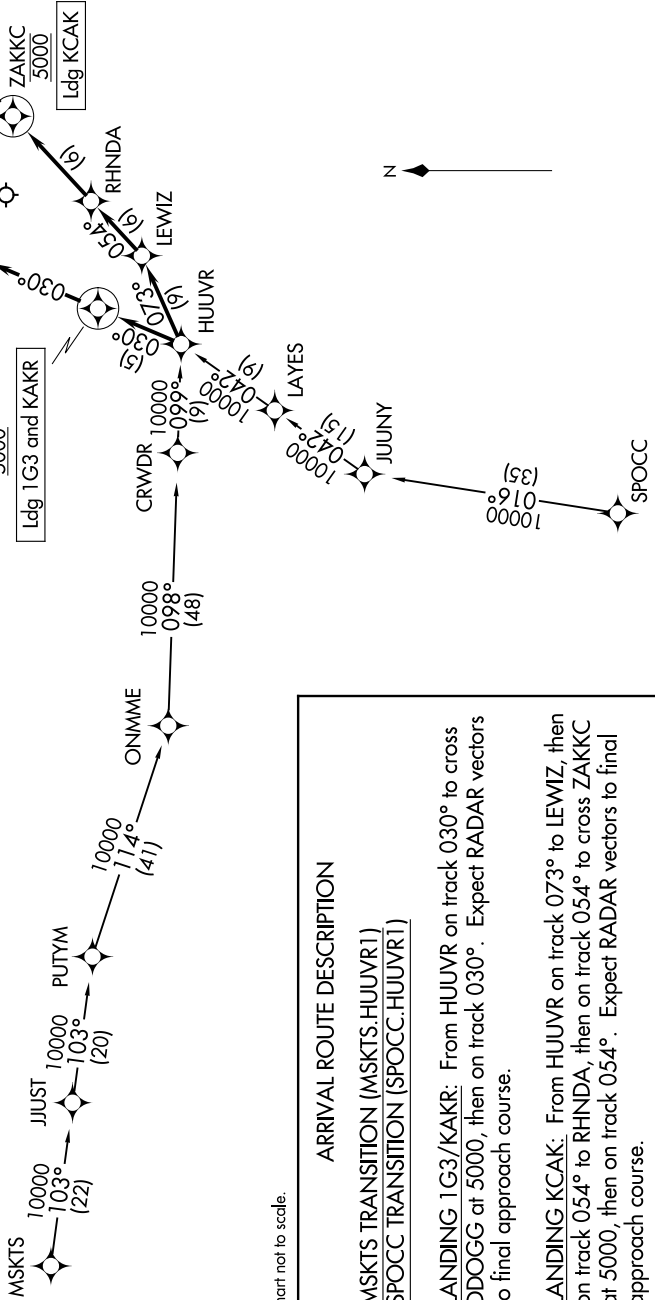 ZAKKC
5000
Ldg KCAK
(6)
RHNDA
054°
(6)
LEWIZ
073°
(9)
HUUVR
030°
030°
(5)
5000
Ldg 1G3 and KAKR
N
CRWDR
10000
099°
(9)
10000
042°
(9)
LAYES
10000
042°
(15)
JUUNY
10000
016°
(35)
SPOCC
10000
098°
(48)
ONMME
10000
114°
(41)
PUTYM
10000
103°
(20)
JJUST
10000
103°
(22)
MSKTS
hart not to scale.
ARRIVAL ROUTE DESCRIPTION
MSKTS TRANSITION (MSKTS.HUUVR1)
SPOCC TRANSITION (SPOCC.HUUVR1)
ANDING 1G3/KAKR: From HUUVR on track 030° to cross
DOGG at 5000, then on track 030°. Expect RADAR vectors
o final approach course.
ANDING KCAK: From HUUVR on track 073° to LEWIZ, then
on track 054° to RHNDA, then on track 054° to cross ZAKKC
at 5000, then on track 054°. Expect RADAR vectors to final
approach course.